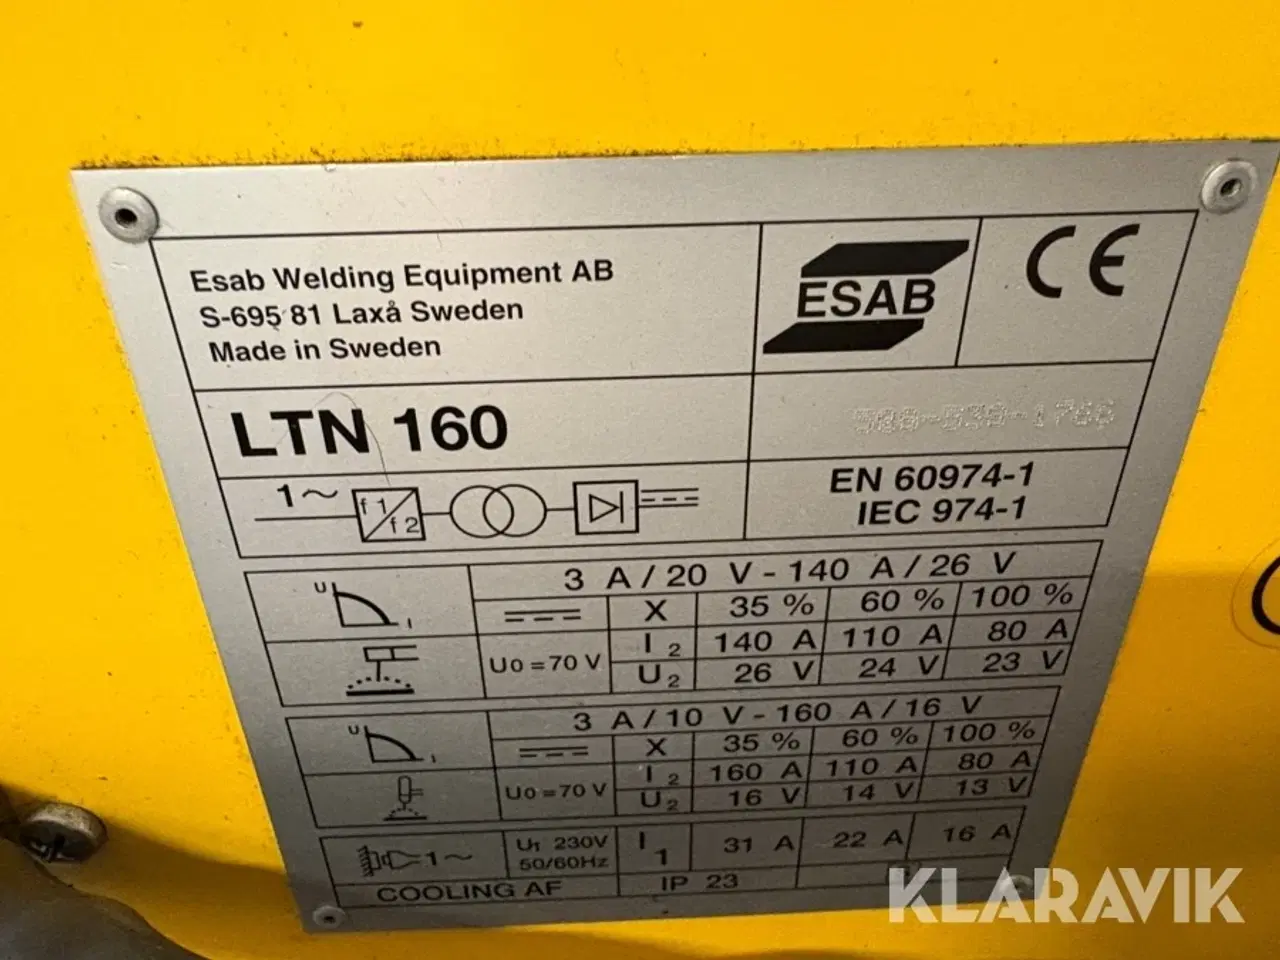 Esab Welding Equipment AB
S-695 81 Laxå Sweden
Made in Sweden
ESAB
CE
LTN 160
EN 60974-1
IEC 974-1
1~
f1
f2
3 A/20 V-140 A/26 V
U
I
X 35 % 60 % 100 %
I2 140 A 110 A 80 A
U0=70 V
U2 26 V 24 V 23 V
3 A/10 V-160 A/16 V
U
I
X 35 % 60 % 100 %
I2 160 A 110 A 80 A
U0=70 V
U2 16 V 14 V 13 V
1~
U1 230V
50/60Hz
I1 31 A 22 A 16 A
COOLING AF IP 23
KLARAVIK